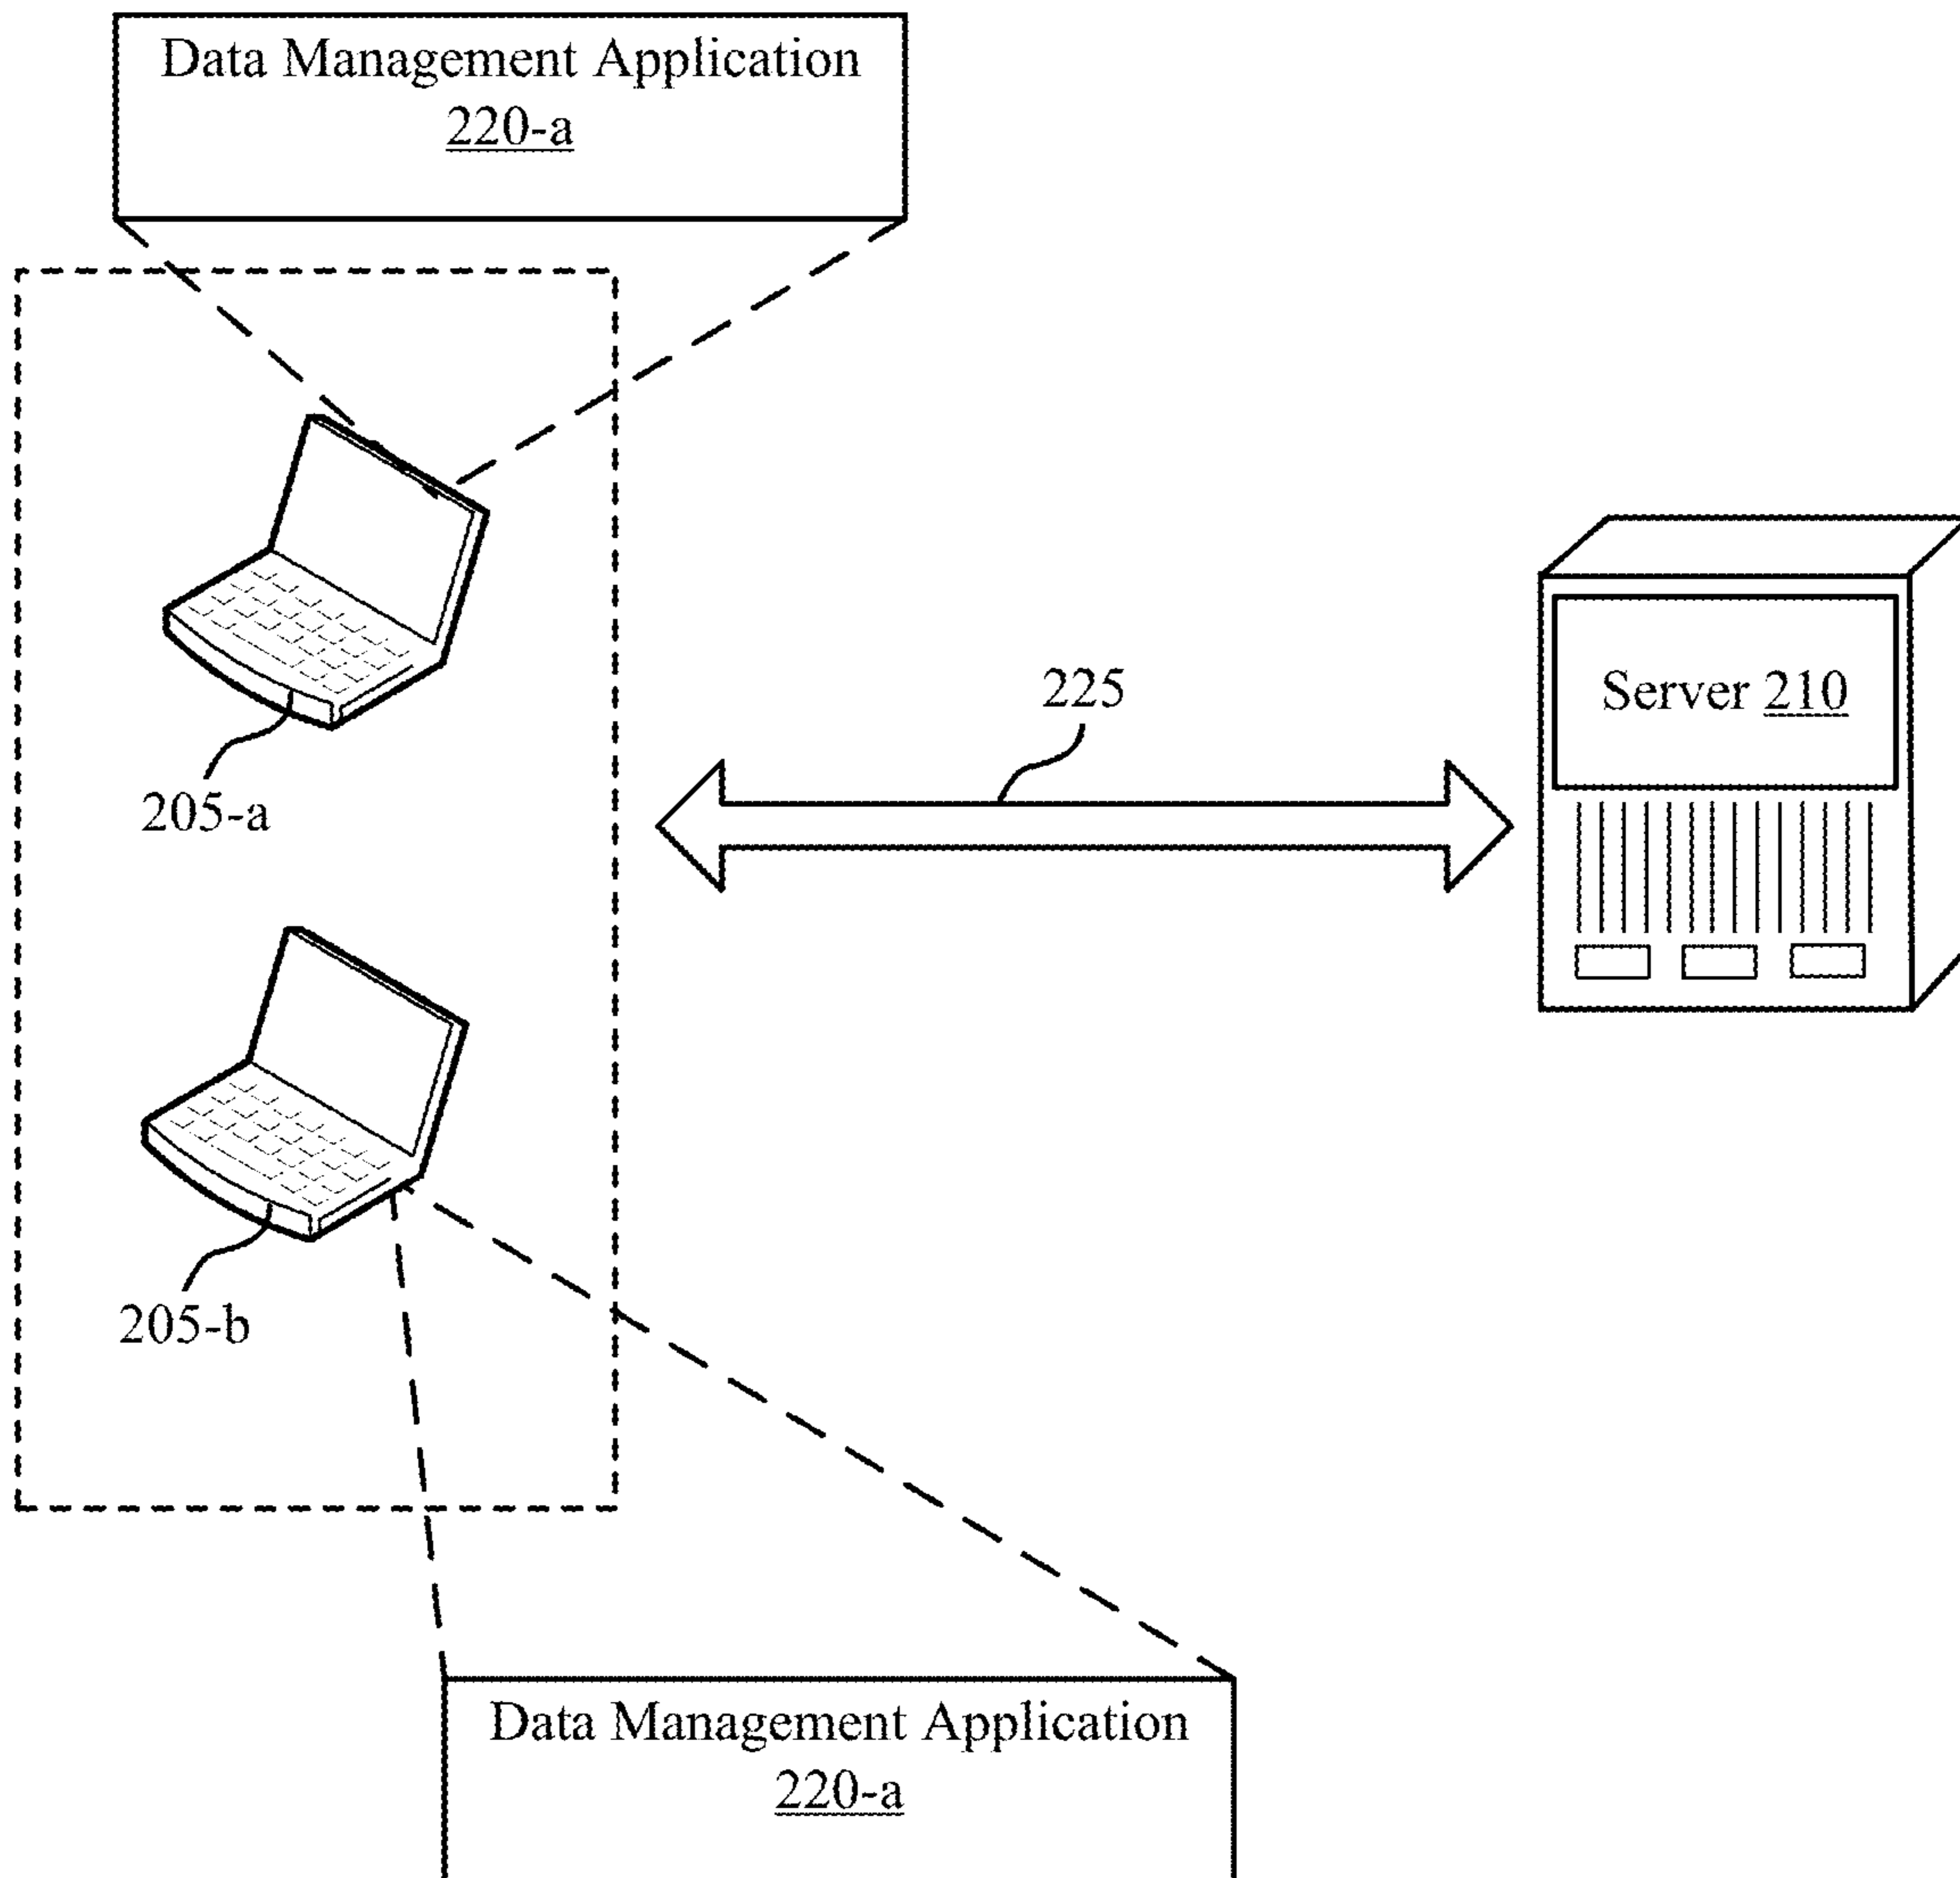 Data Management Application
220-a
205-a
225
Server 210
205-b
Data Management Application
220-a